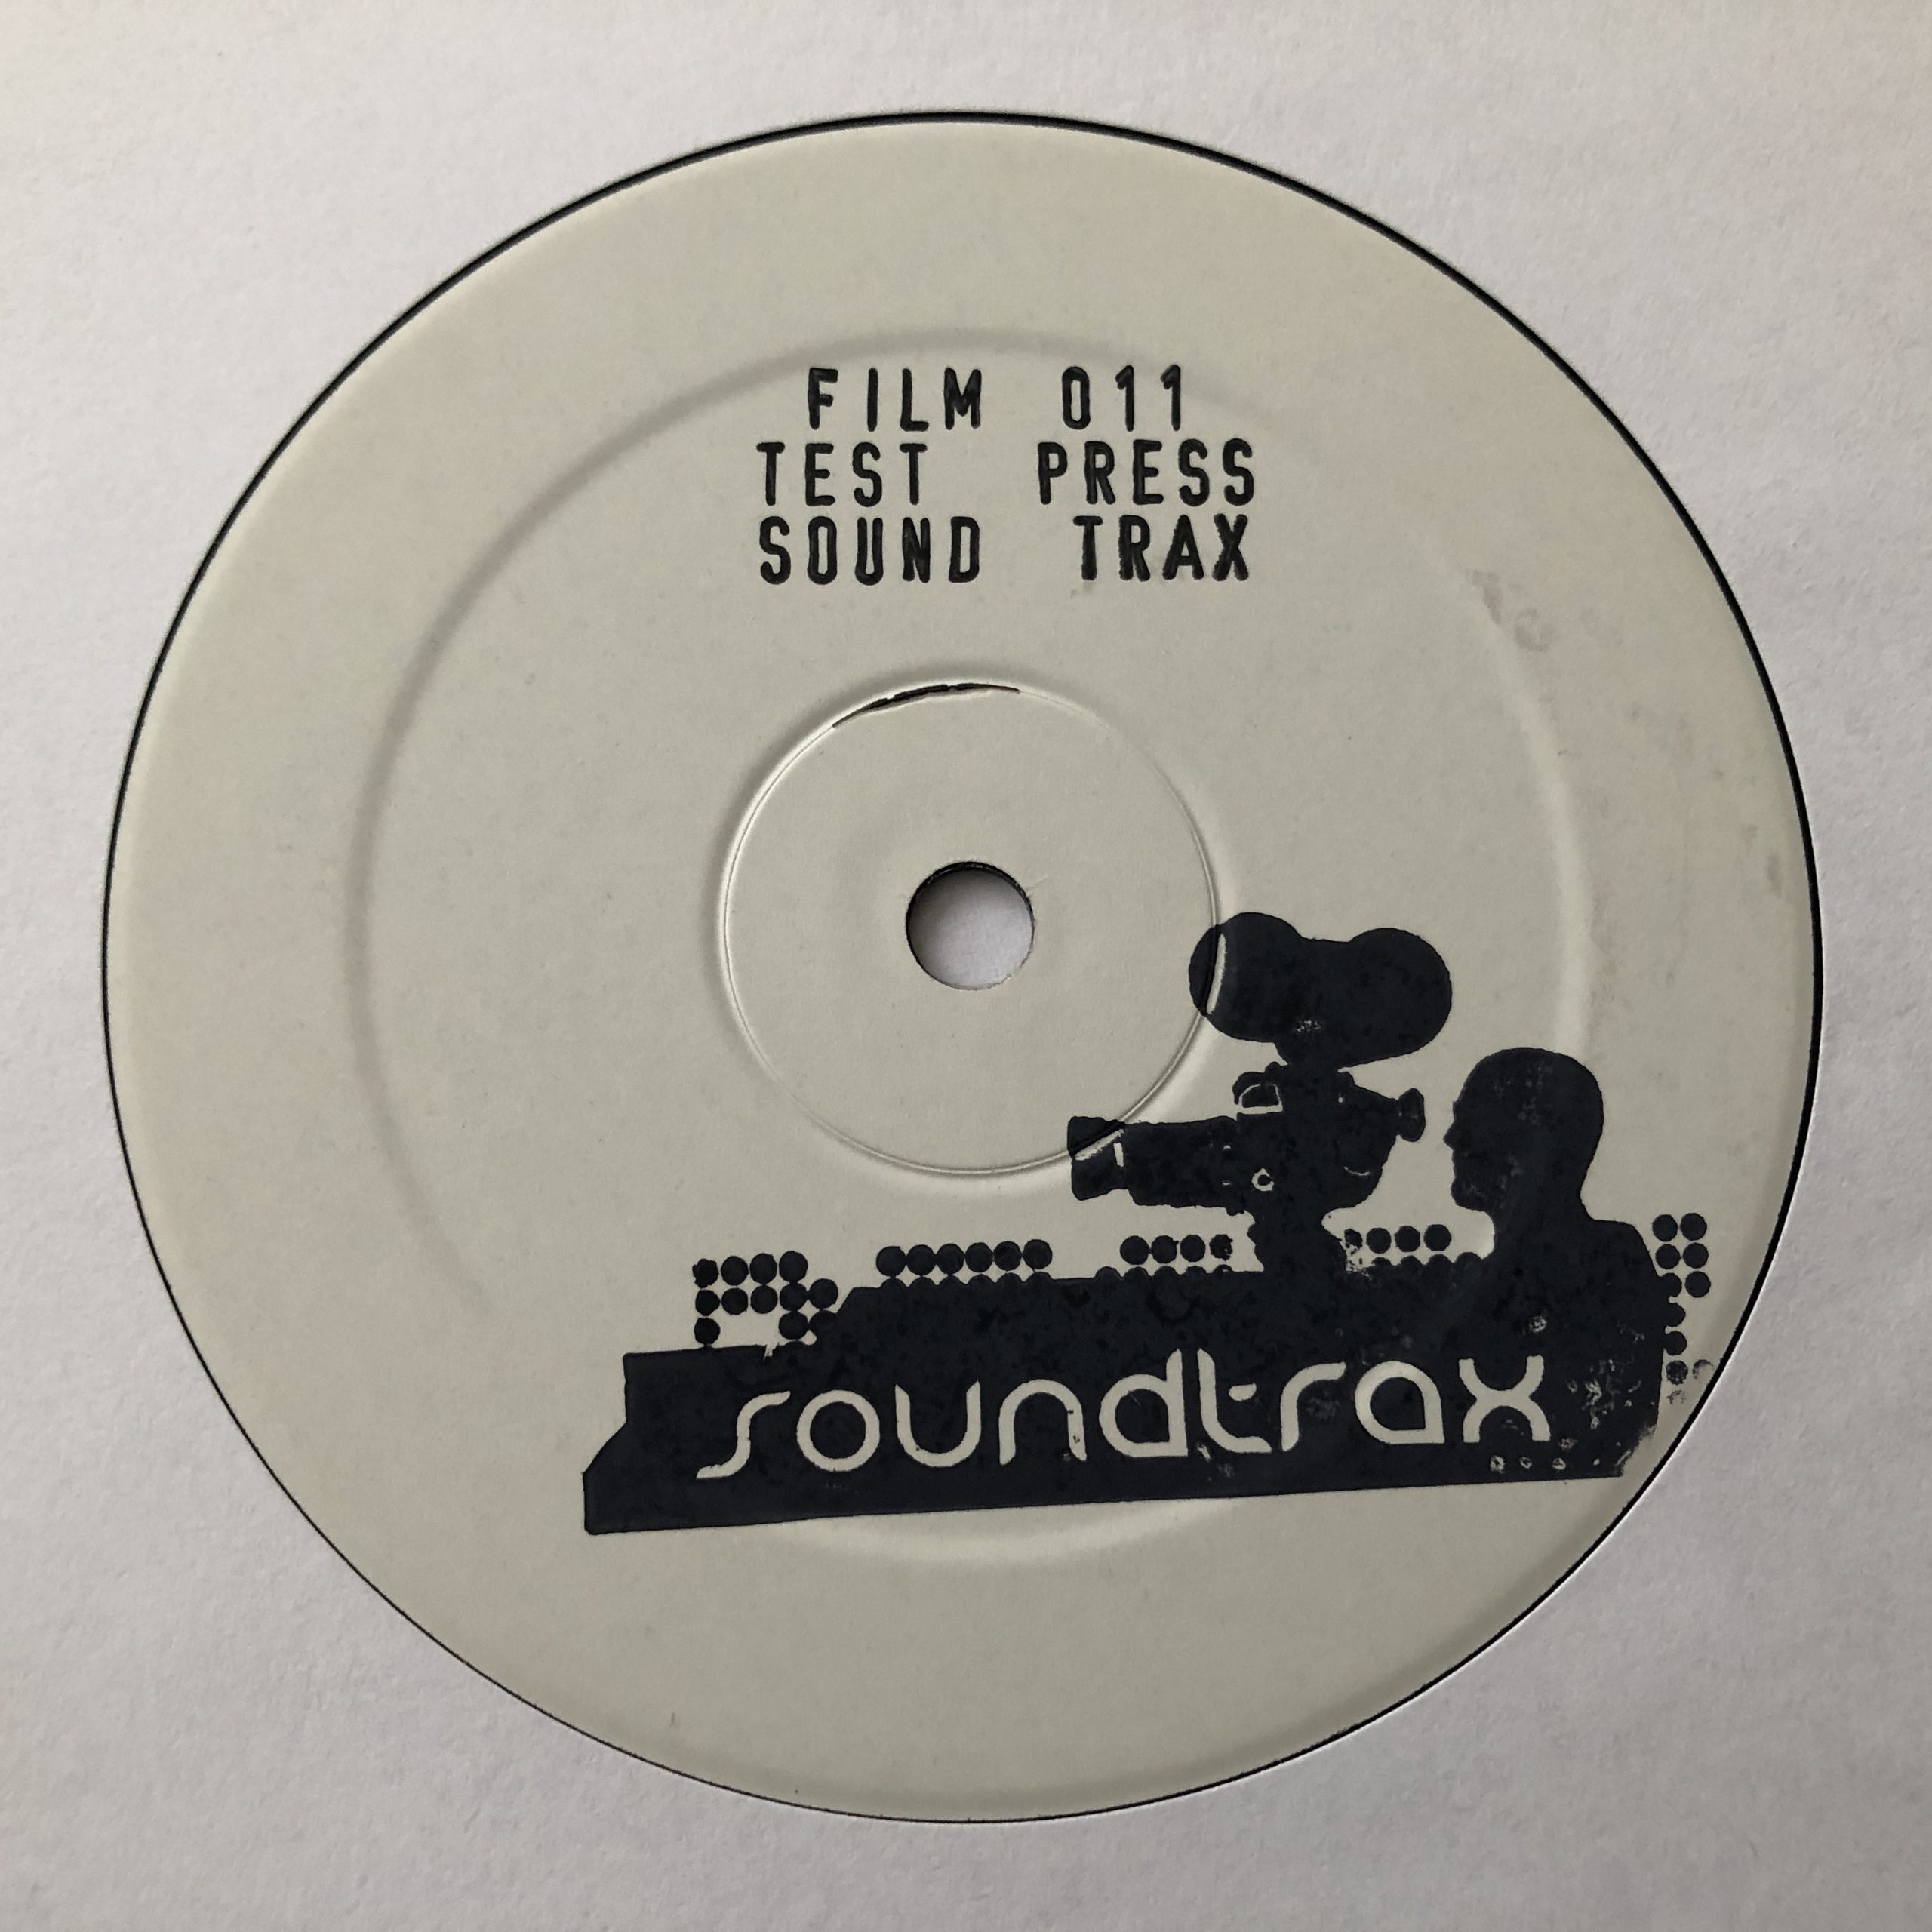 FILM 011
TEST PRESS
SOUND TRAX
soundtrax